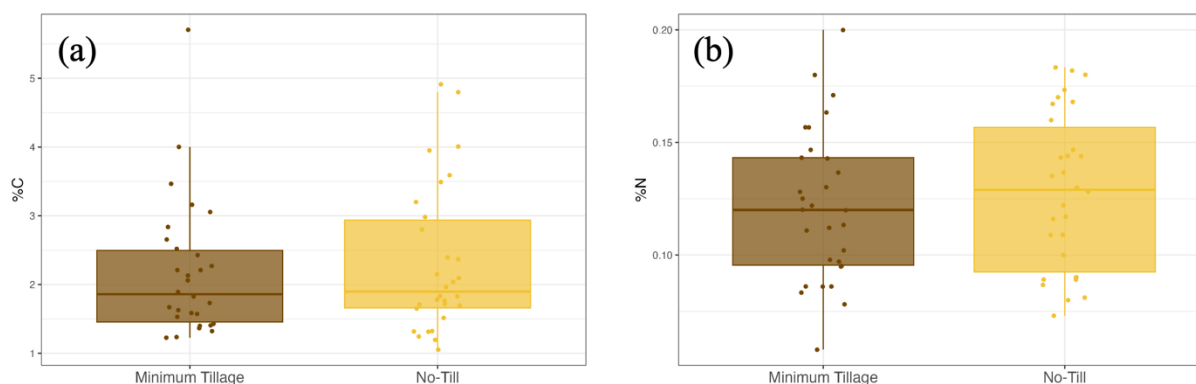 (a)
%C
5
4
3
2
1
Minimum Tillage No-Till
(b)
%N
0.20
0.15
0.10
Minimum Tillage No-Till